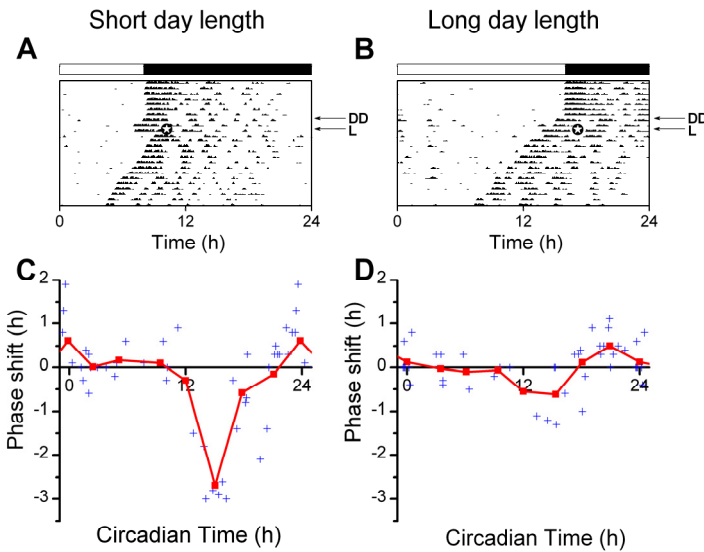 Short day length
Long day length
A
B
DD
L
DD
L
0
12
24
0
12
24
Time (h)
Time (h)
C
D
2
1
0
-1
-2
-3
0
12
24
2
1
0
-1
-2
-3
0
12
24
Phase shift (h)
Phase shift (h)
Circadian Time (h)
Circadian Time (h)